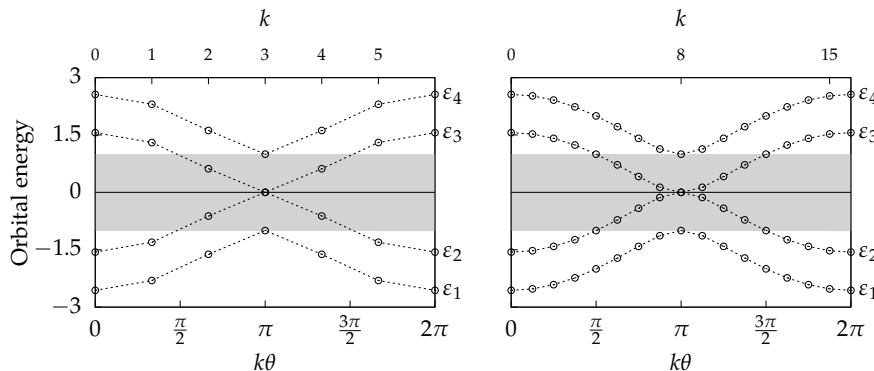 k
0 1 2 3 4 5
3
1.5
0
−1.5
−3
Orbital energy
ε4
ε3
ε2
ε1
0 π/2 π 3π/2 2π
kθ
k
0 8 15
ε4
ε3
ε2
ε1
0 π/2 π 3π/2 2π
kθ